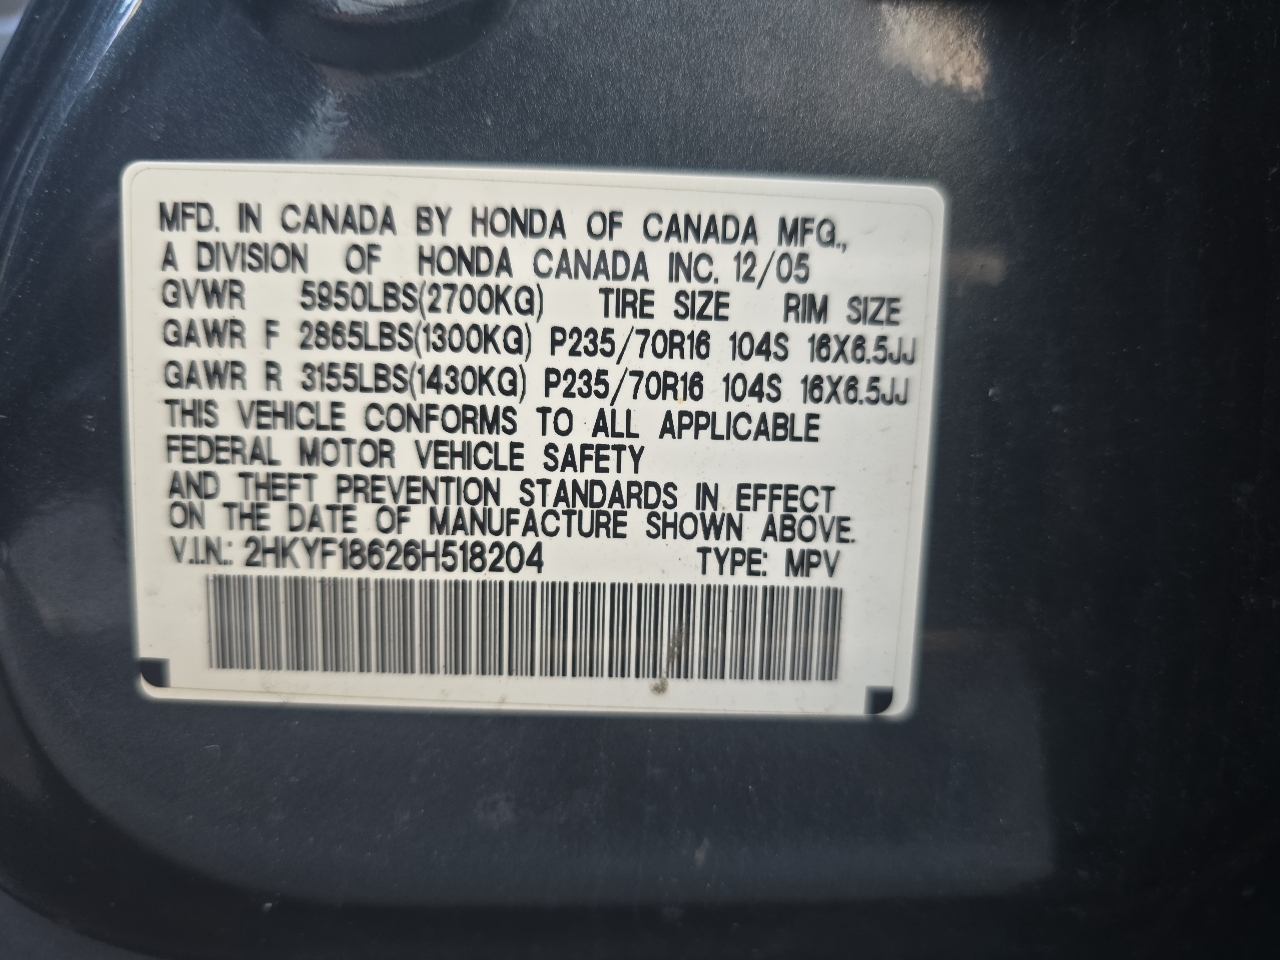 MFD. IN CANADA BY HONDA OF CANADA MFG.,
A DIVISION OF HONDA CANADA INC. 12/05
GVWR 5950LBS(2700KG) TIRE SIZE RIM SIZE
GAWR F 2865LBS(1300KG) P235/70R16 104S 16X6.5JJ
GAWR R 3155LBS(1430KG) P235/70R16 104S 16X6.5JJ
THIS VEHICLE CONFORMS TO ALL APPLICABLE
FEDERAL MOTOR VEHICLE SAFETY
AND THEFT PREVENTION STANDARDS IN EFFECT
ON THE DATE OF MANUFACTURE SHOWN ABOVE.
V.I.N.: 2HKYF18626H518204 TYPE: MPV